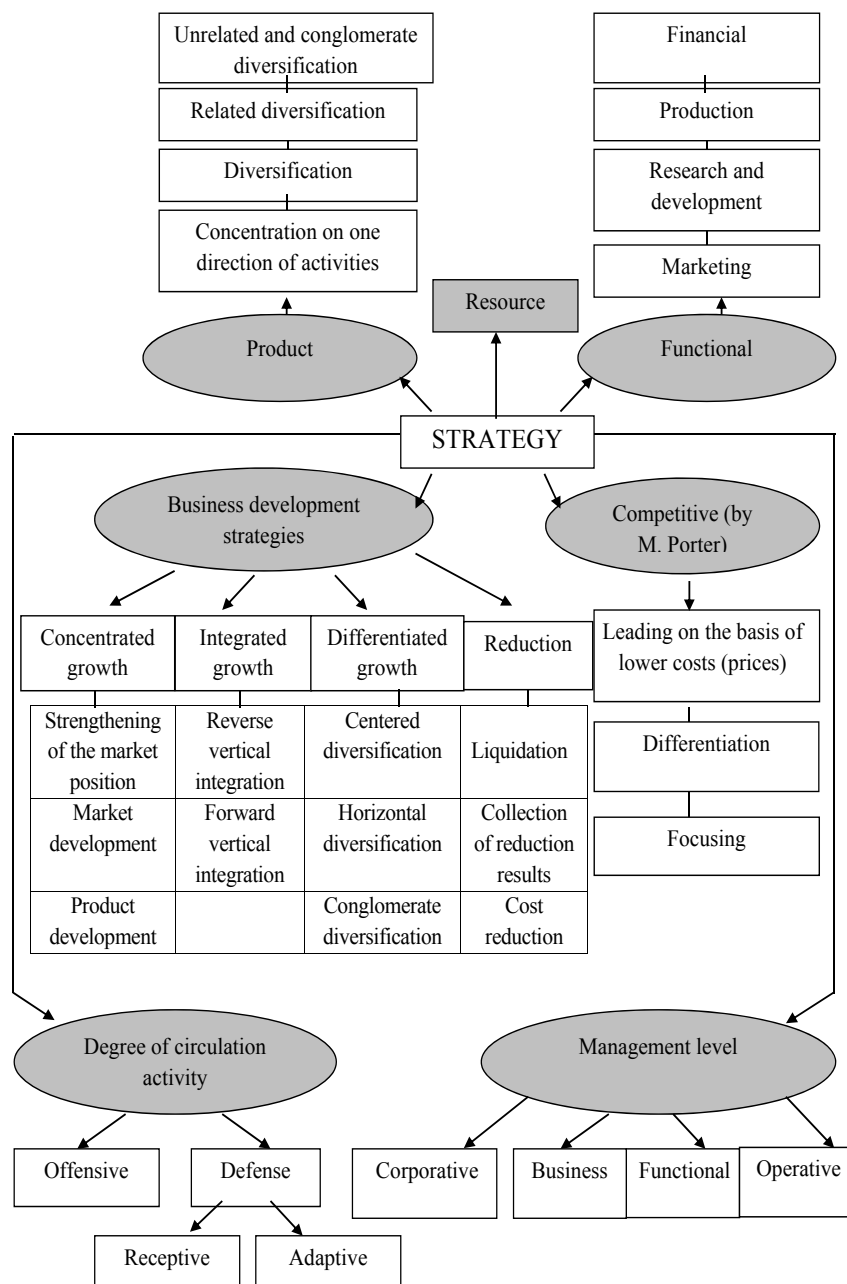 Unrelated and conglomerate
diversification
Related diversification
Diversification
Concentration on one
direction of activities
Product
Financial
Production
Research and
development
Marketing
Functional
Resource
STRATEGY
Business development
strategies
Competitive (by
M. Porter)
Concentrated
growth
Integrated
growth
Differentiated
growth
Reduction
Strengthening
of the market
position
Reverse
vertical
integration
Centered
diversification
Liquidation
Market
development
Forward
vertical
integration
Horizontal
diversification
Collection
of reduction
results
Product
development
Conglomerate
diversification
Cost
reduction
Leading on the basis of
lower costs (prices)
Differentiation
Focusing
Degree of circulation
activity
Offensive
Defense
Receptive
Adaptive
Management level
Corporative
Business
Functional
Operative